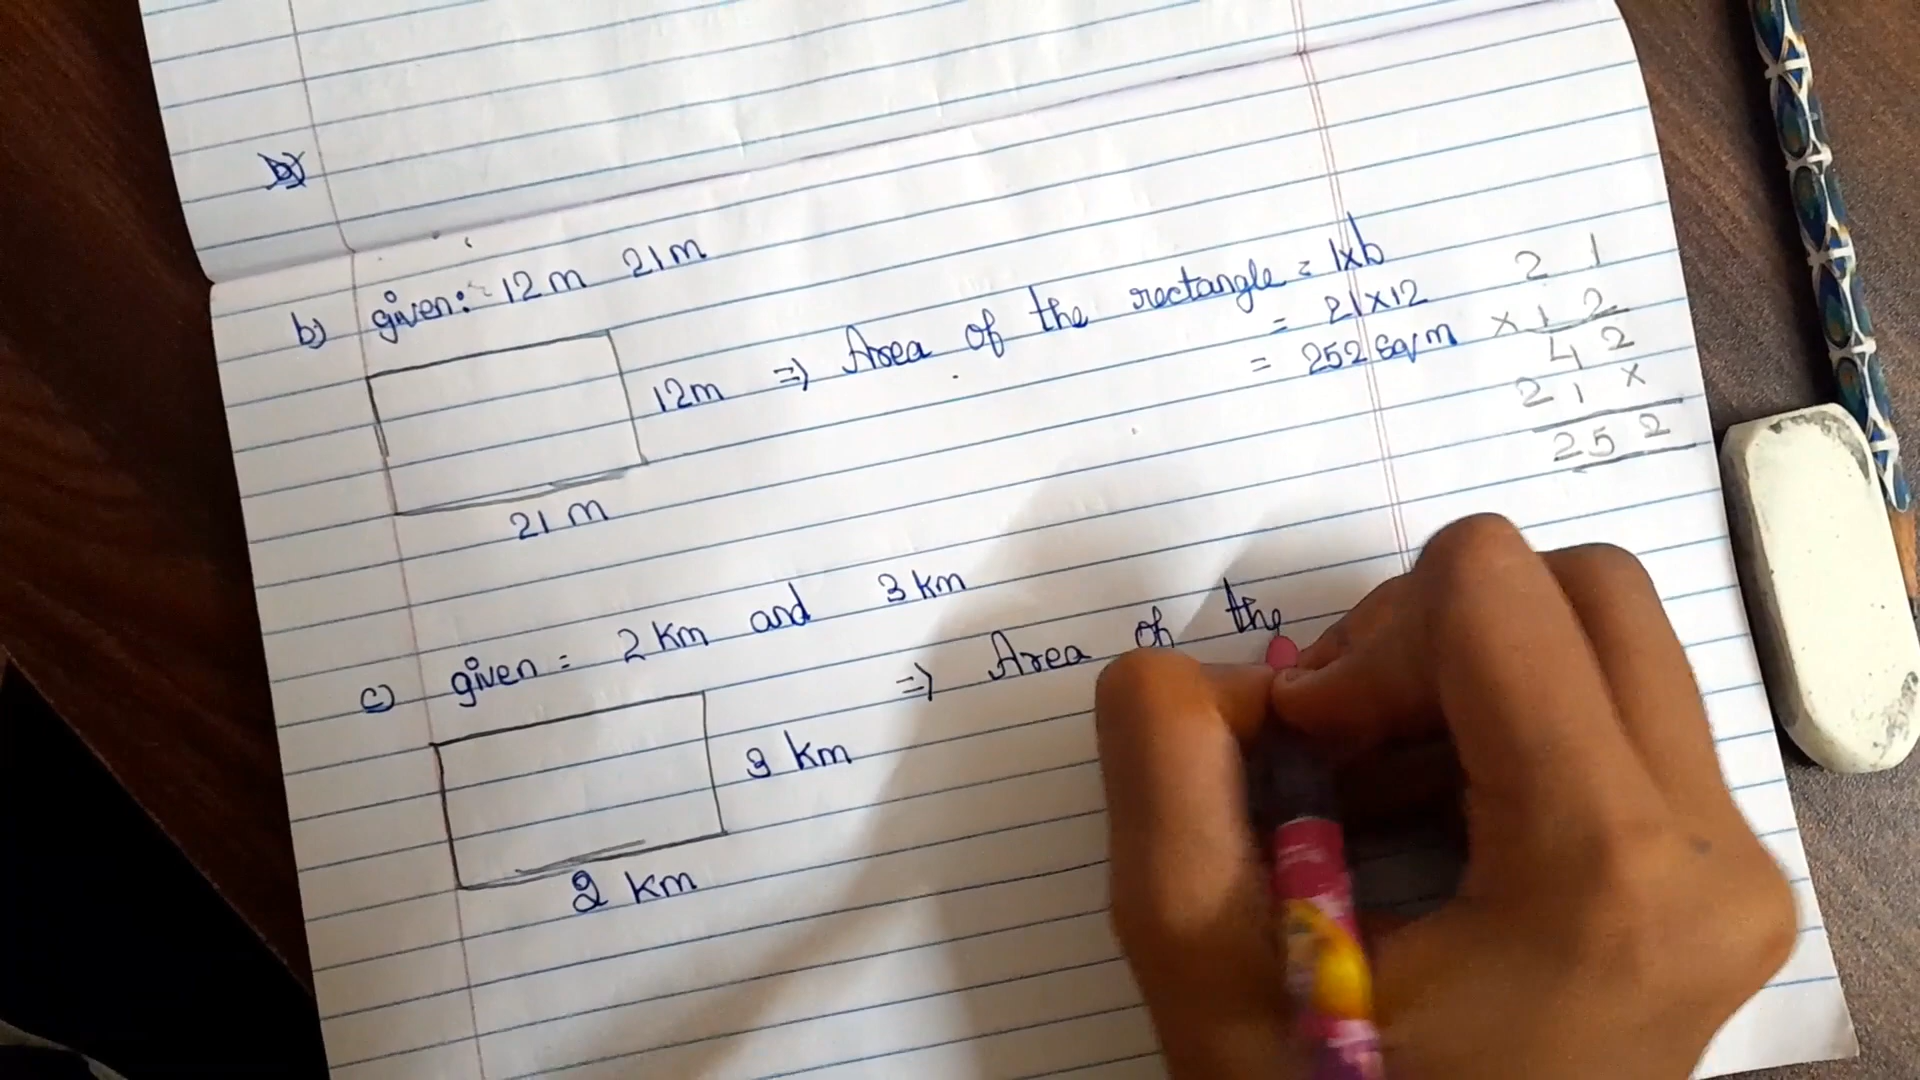 b) given:- 12m 21m
12m => Area of the rectangle = l×b
= 21×12
= 252 sq/m
21 m
2 1
× 1 2
4 2
2 1 ×
2 5 2
c) given = 2 km and 3 km
=> Area of the
3 km
2 km